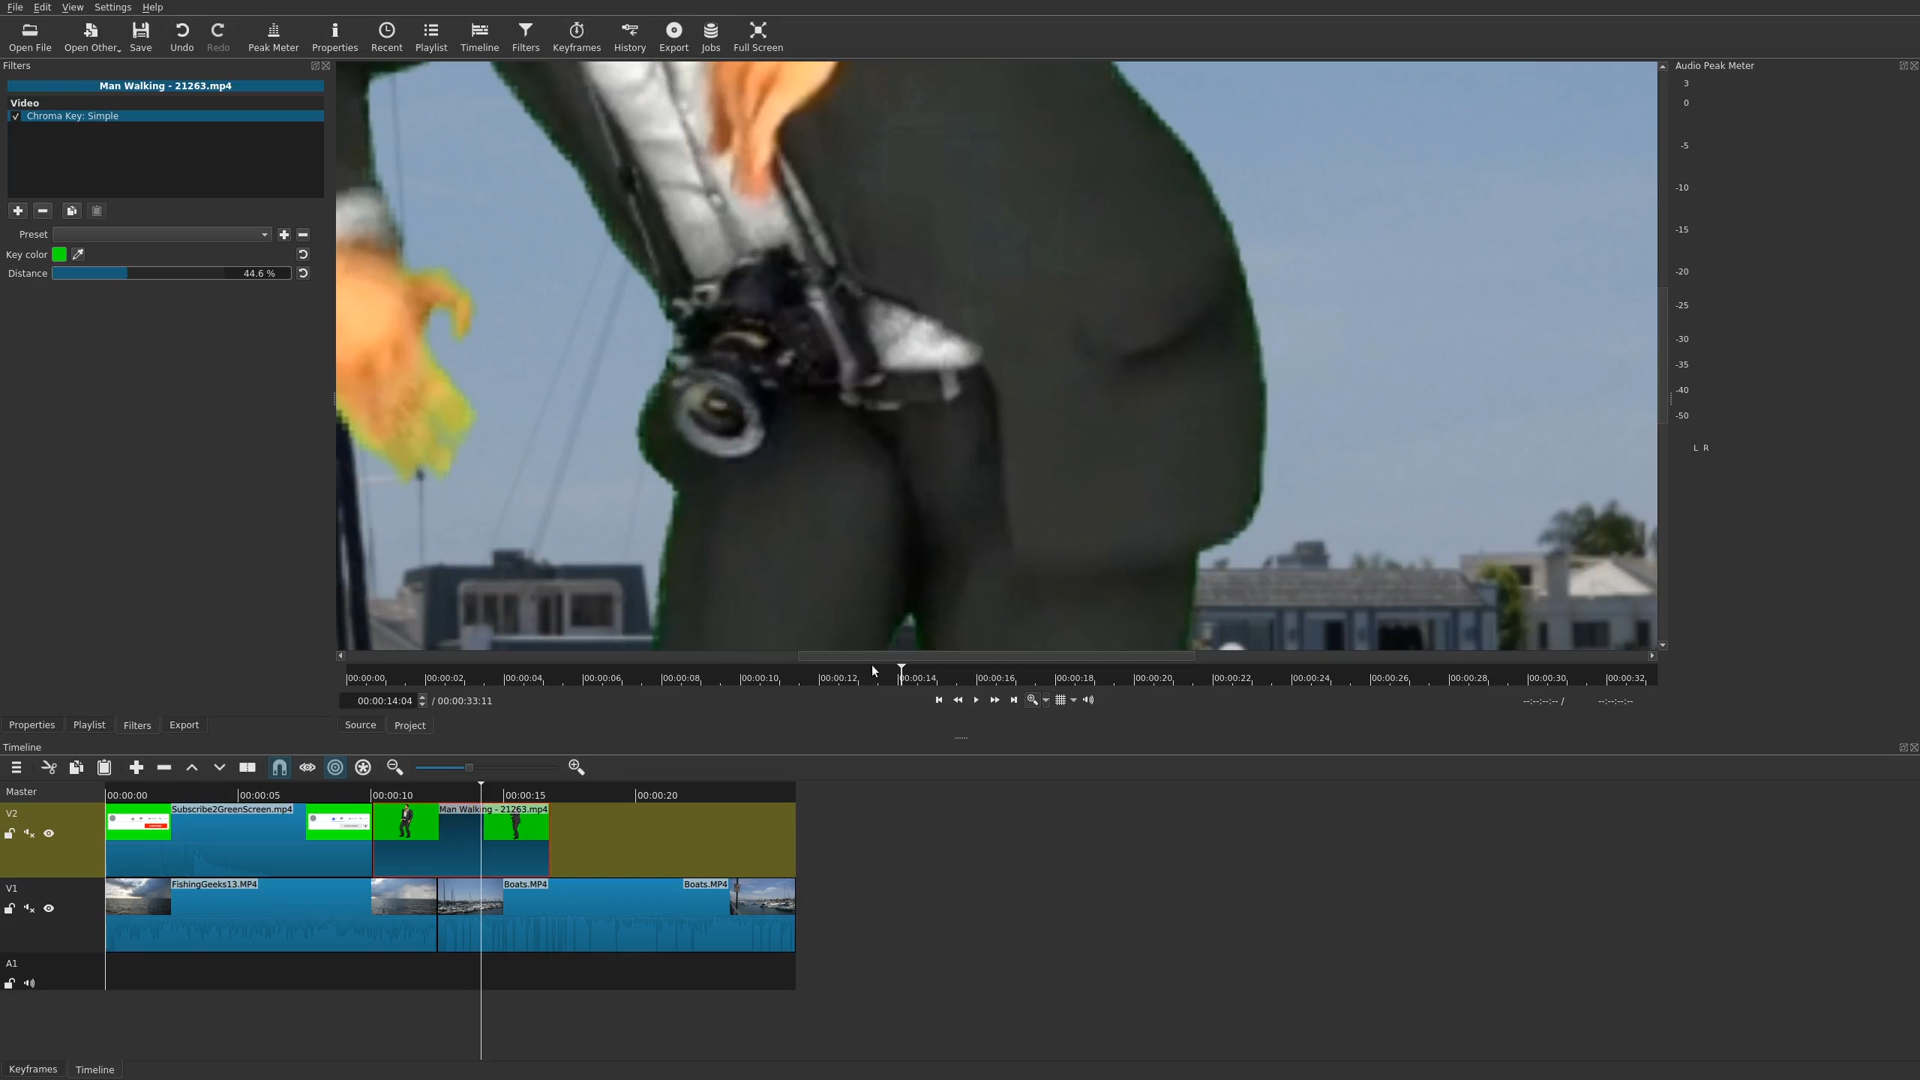 File Edit View Settings Help
Open File Open Other... Save Undo Redo Peak Meter Properties Recent Playlist Timeline Filters Keyframes History Export Jobs Full Screen
Filters
Audio Peak Meter
Man Walking - 21263.mp4
Video
Chroma Key: Simple
Preset
Key color
Distance 44.6 %
3
0
-5
-10
-15
-20
-25
-30
-35
-40
-50
L R
00:00:00 00:00:02 00:00:04 00:00:06 00:00:08 00:00:10 00:00:12 00:00:14 00:00:16 00:00:18 00:00:20 00:00:22 00:00:24 00:00:26 00:00:28 00:00:30 00:00:32
00:00:14:04 / 00:00:33:11 --:--:--:-- / --:--:--:--
Properties Playlist Filters Export Source Project
Timeline
Master 00:00:00 00:00:05 00:00:10 00:00:15 00:00:20
V2 Subscribe2GreenScreen.mp4 Man Walking - 21263.mp4
V1 FishingGeeks13.MP4 Boats.MP4 Boats.MP4
A1
Keyframes Timeline